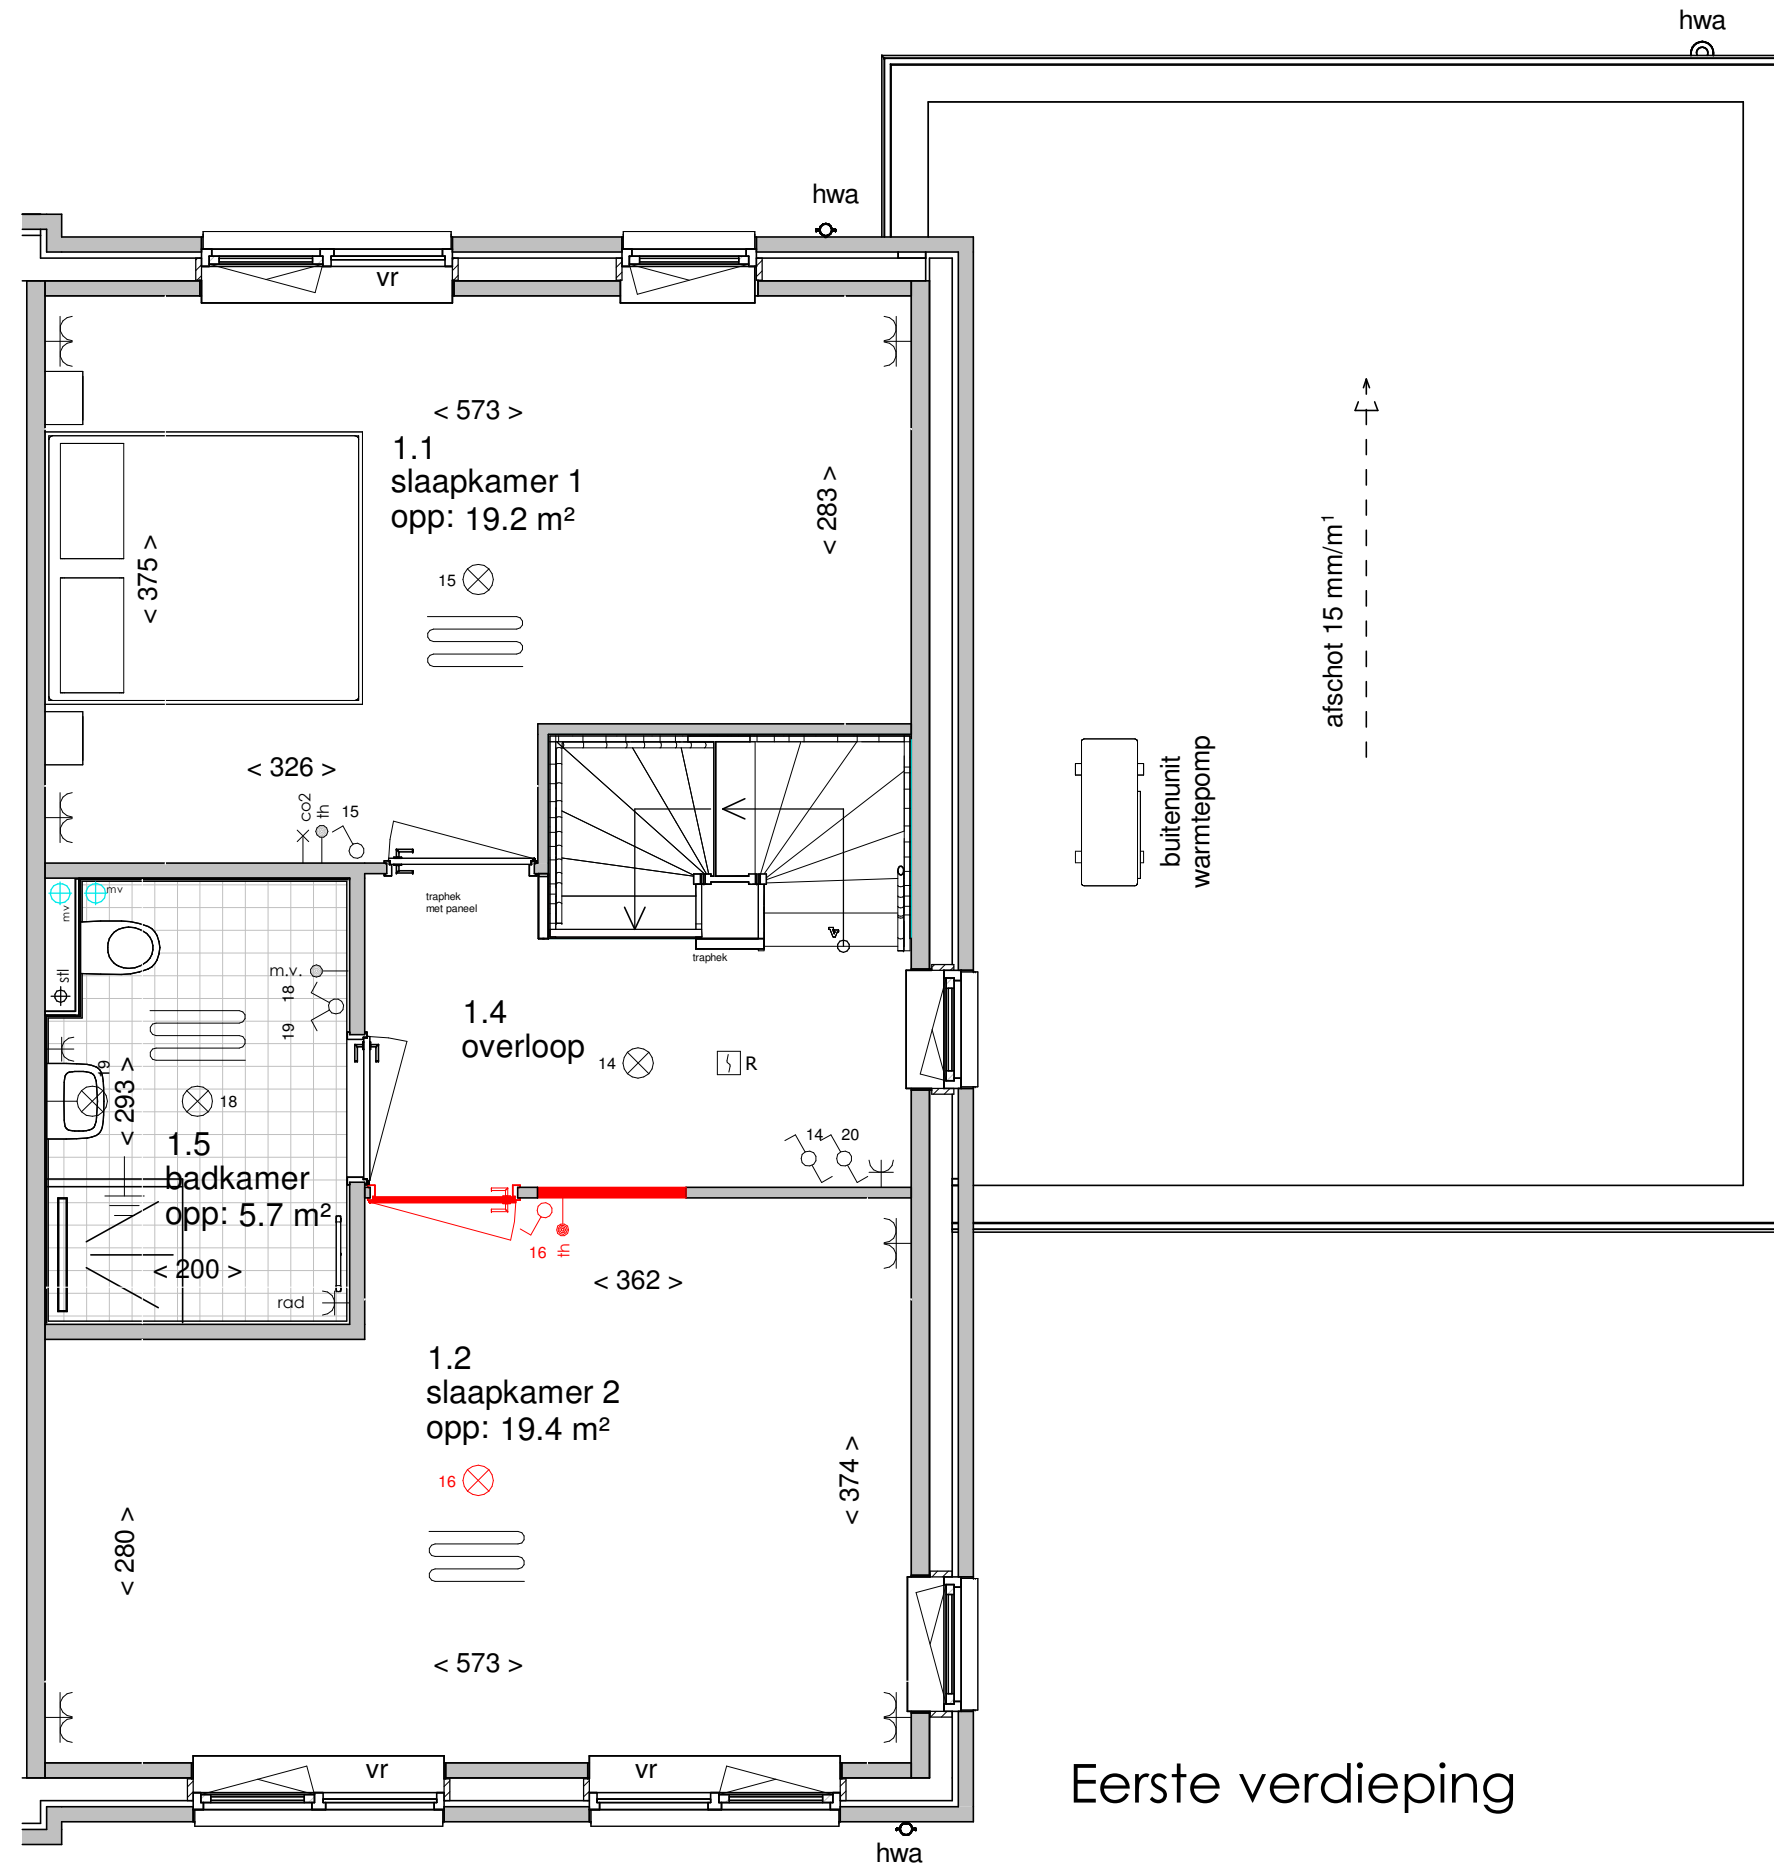 hwa
hwa
vr
< 573 >
1.1
slaapkamer 1
opp: 19.2 m²
< 283 >
< 375 >
15
afschot 15 mm/m¹
buitenunit
warmtepomp
< 326 >
co2
th
15
traphek
met paneel
mv
mv
stl
traphek
4
m.v.
18
19
1.4
overloop
14
R
19
< 293 >
18
1.5
badkamer
opp: 5.7 m²
< 200 >
rad
14
20
16
th
< 362 >
1.2
slaapkamer 2
opp: 19.4 m²
16
< 374 >
< 280 >
< 573 >
vr
vr
Eerste verdieping
hwa